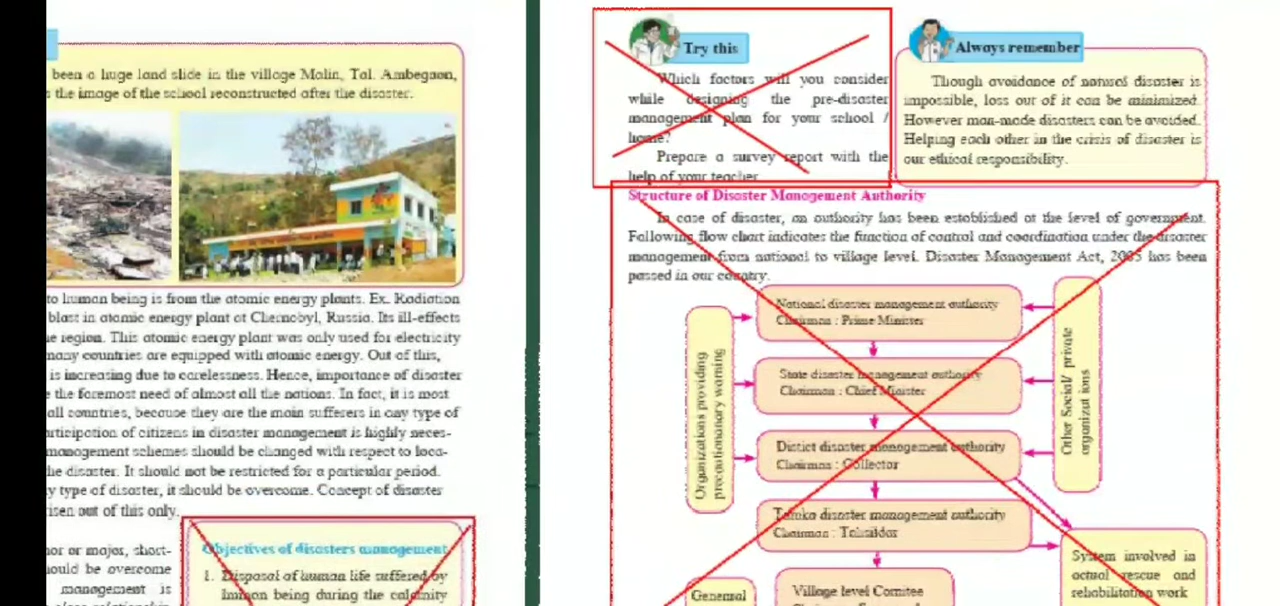 been a huge land slide in the village Malin, Tal. Ambegaon,
the image of the school reconstructed after the disaster.
to human being is from the atomic energy plants. Ex. Radiation
blast in atomic energy plant at Chernobyl, Russia. Its ill-effects
e region. This atomic energy plant was only used for electricity
many countries are equipped with atomic energy. Out of this,
is increasing due to carelessness. Hence, importance of disaster
e the foremost need of almost all the nations. In fact, it is most
all countries, because they are the main sufferers in any type of
articipation of citizens in disaster management is highly neces-
management schemes should be changed with respect to loca-
he disaster. It should not be restricted for a particular period.
y type of disaster, it should be overcome. Concept of disaster
risen out of this only.
nor or major, short-
ould be overcome
management is
Objectives of disasters management
1. Disposal of human life suffered by
human being during the calamity
Try this
Which factors will you consider
while designing the pre-disaster
management plan for your school /
home?
Prepare a survey report with the
help of your teacher
Always remember
Though avoidance of natural disaster is
impossible, loss out of it can be minimized.
However man-made disasters can be avoided.
Helping each other in the crisis of disaster is
our ethical responsibility.
Structure of Disaster Management Authority
In case of disaster, an authority has been established at the level of government.
Following flow chart indicates the function of control and coordination under the disaster
management from national to village level. Disaster Management Act, 2005 has been
passed in our country.
National disaster management authority
Chairman : Prime Minister
State disaster management authority
Chairman : Chief Minister
District disaster management authority
Chairman : Collector
Taluka disaster management authority
Chairman : Tahsildar
Village level Comitee
Organizations providing
precautionanary warning
Other Social/ private
organizations
System involved in
actual rescue and
rehabilitation work
Genemral